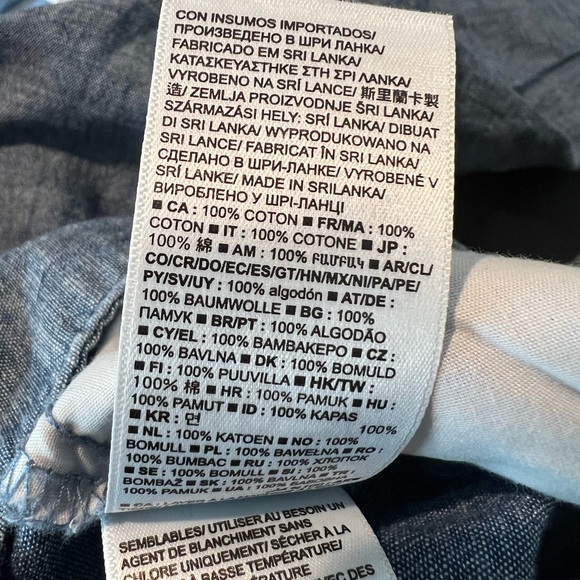 CON INSUMOS IMPORTADOS/
ПРОИЗВЕДЕНО В ШРИ ЛАНКА/
FABRICADO EM SRI LANKA/
ΚΑΤΑΣΚΕΥΑΣΤΗΚΕ ΣΤΗ ΣΡΙ ΛΑΝΚΑ/
VYROBENO NA SRÍ LANCE/ 斯里蘭卡製
造/ ZEMLJA PROIZVODNJE ŠRI LANKA/
SZÁRMAZÁSI HELY: SRÍ LANKA/ DIBUAT
DI SRI LANKA/ WYPRODUKOWANO NA
SRI LANCE/ FABRICAT ÎN SRI LANKA/
СДЕЛАНО В ШРИ-ЛАНКЕ/ VYROBENÉ V
SRÍ LANKE/ MADE IN SRILANKA/
ВИРОБЛЕНО У ШРІ-ЛАНЦІ
■ CA : 100% COTON ■ FR/MA : 100%
COTON ■ IT : 100% COTONE ■ JP :
100% 綿 ■ AM : 100% ԲԱՄԲԱԿ ■ AR/CL/
CO/CR/DO/EC/ES/GT/HN/MX/NI/PA/PE/
PY/SV/UY : 100% algodón ■ AT/DE :
100% BAUMWOLLE ■ BG : 100%
ПАМУК ■ BR/PT : 100% ALGODÃO
■ CY/EL : 100% ΒΑΜΒΑΚΕΡΟ ■ CZ :
100% BAVLNA ■ DK : 100% BOMULD
■ FI : 100% PUUVILLA ■ HK/TW :
100% 棉 ■ HR : 100% PAMUK ■ HU :
100% PAMUT ■ ID : 100% KAPAS
■ KR : 면 100%
■ NL : 100% KATOEN ■ NO : 100%
BOMULL ■ PL : 100% BAWEŁNA ■ RO :
100% BUMBAC ■ RU : 100% ХЛОПОК
■ SE : 100% BOMULL ■ SI : 100%
BOMBAŽ ■ SK : 100% BAVLNA ■ TR :
100% PAMUK ■ UA : 100%
SEMBLABLES/ UTILISER AU BESOIN UN
AGENT DE BLANCHIMENT SANS
CHLORE UNIQUEMENT/ SÉCHER À LA
À BASSE TEMPÉRATURE/